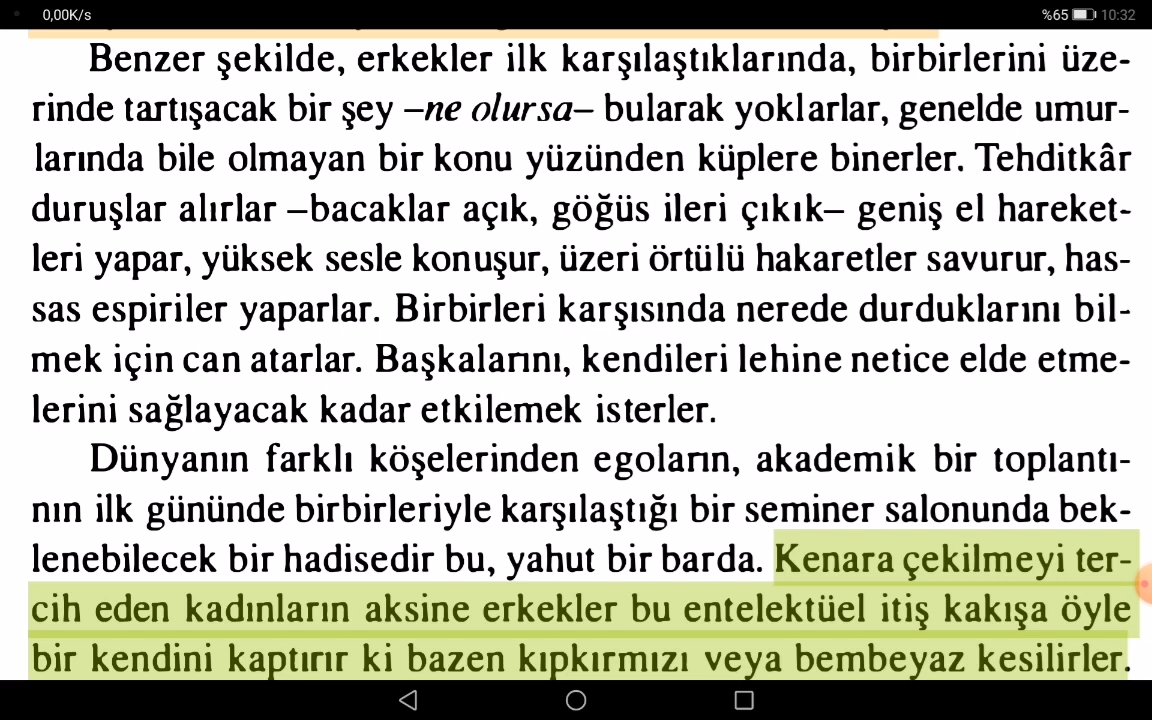 0,00K/s
%65 10:32
Benzer şekilde, erkekler ilk karşılaştıklarında, birbirlerini üze-
rinde tartışacak bir şey –ne olursa– bularak yoklarlar, genelde umur-
larında bile olmayan bir konu yüzünden küplere binerler. Tehditkâr
duruşlar alırlar –bacaklar açık, göğüs ileri çıkık– geniş el hareket-
leri yapar, yüksek sesle konuşur, üzeri örtülü hakaretler savurur, has-
sas espiriler yaparlar. Birbirleri karşısında nerede durduklarını bil-
mek için can atarlar. Başkalarını, kendileri lehine netice elde etme-
lerini sağlayacak kadar etkilemek isterler.
Dünyanın farklı köşelerinden egoların, akademik bir toplantı-
nın ilk gününde birbirleriyle karşılaştığı bir seminer salonunda bek-
lenebilecek bir hadisedir bu, yahut bir barda. Kenara çekilmeyi ter-
cih eden kadınların aksine erkekler bu entelektüel itiş kakışa öyle
bir kendini kaptırır ki bazen kıpkırmızı veya bembeyaz kesilirler.